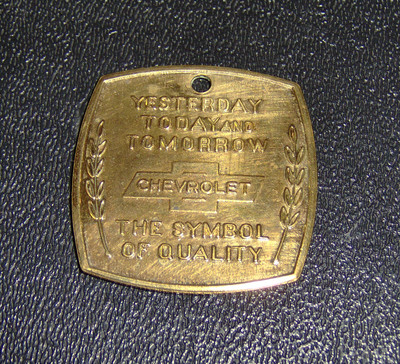 YESTERDAY
TODAY AND
TOMORROW
CHEVROLET
THE SYMBOL
OF QUALITY